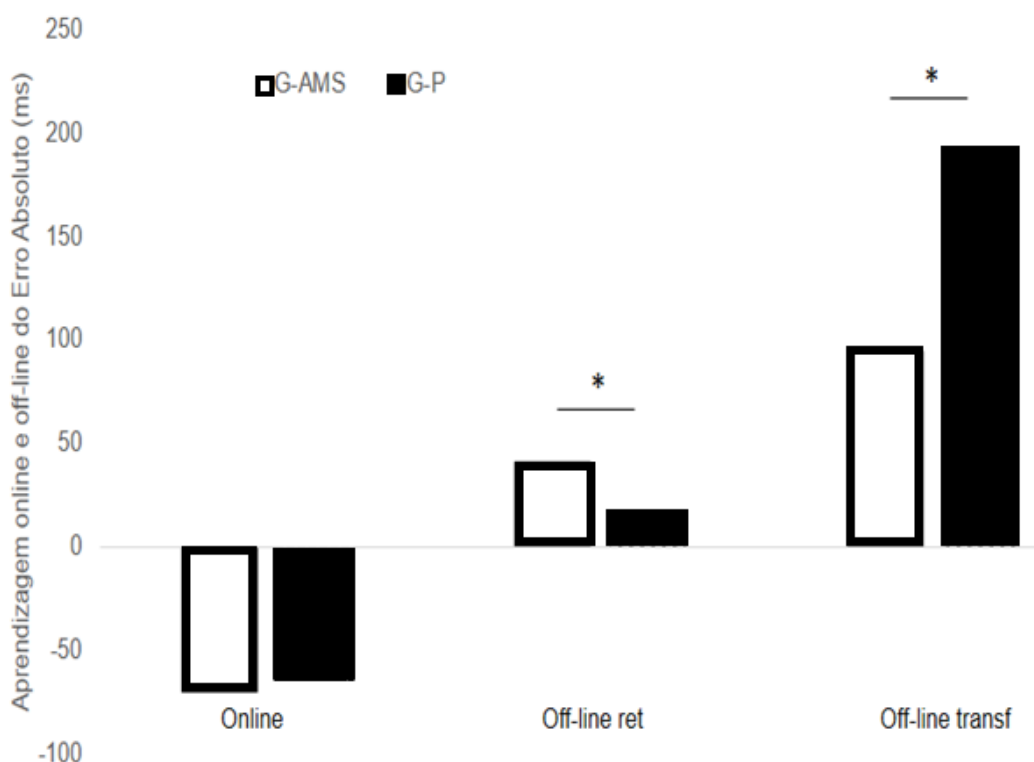 Aprendizagem online e off-line do Erro Absoluto (ms)
250
200
150
100
50
0
-50
-100
G-AMS
G-P
*
*
Online
Off-line ret
Off-line transf